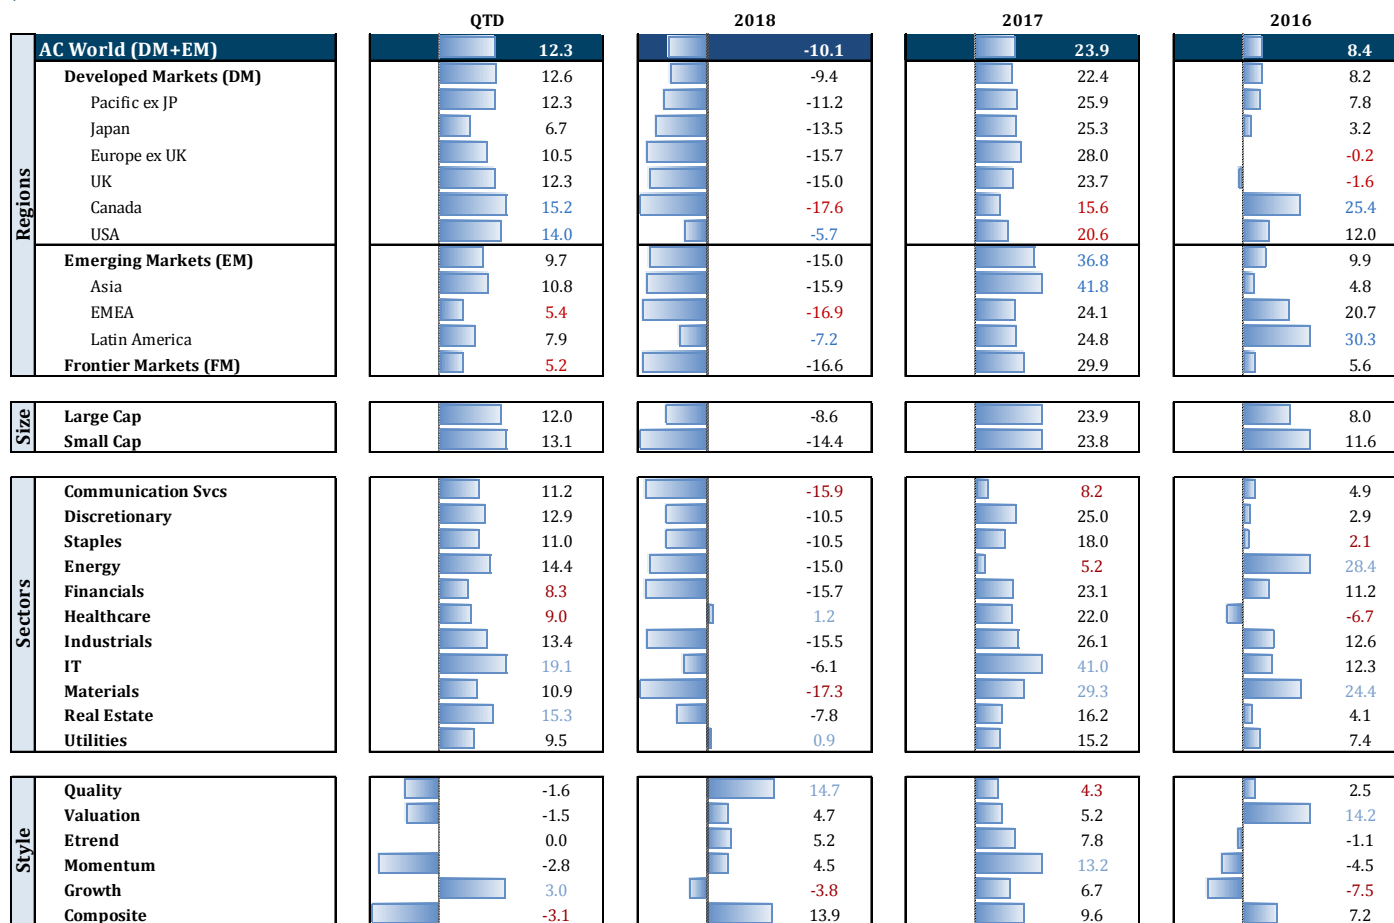 QTD 2018 2017 2016
AC World (DM+EM) 12.3 -10.1 23.9 8.4
Developed Markets (DM) 12.6 -9.4 22.4 8.2
Pacific ex JP 12.3 -11.2 25.9 7.8
Japan 6.7 -13.5 25.3 3.2
Europe ex UK 10.5 -15.7 28.0 -0.2
UK 12.3 -15.0 23.7 -1.6
Canada 15.2 -17.6 15.6 25.4
USA 14.0 -5.7 20.6 12.0
Emerging Markets (EM) 9.7 -15.0 36.8 9.9
Asia 10.8 -15.9 41.8 4.8
EMEA 5.4 -16.9 24.1 20.7
Latin America 7.9 -7.2 24.8 30.3
Frontier Markets (FM) 5.2 -16.6 29.9 5.6
Regions
Large Cap 12.0 -8.6 23.9 8.0
Small Cap 13.1 -14.4 23.8 11.6
Size
Communication Svcs 11.2 -15.9 8.2 4.9
Discretionary 12.9 -10.5 25.0 2.9
Staples 11.0 -10.5 18.0 2.1
Energy 14.4 -15.0 5.2 28.4
Financials 8.3 -15.7 23.1 11.2
Healthcare 9.0 1.2 22.0 -6.7
Industrials 13.4 -15.5 26.1 12.6
IT 19.1 -6.1 41.0 12.3
Materials 10.9 -17.3 29.3 24.4
Real Estate 15.3 -7.8 16.2 4.1
Utilities 9.5 0.9 15.2 7.4
Sectors
Quality -1.6 14.7 4.3 2.5
Valuation -1.5 4.7 5.2 14.2
Etrend 0.0 5.2 7.8 -1.1
Momentum -2.8 4.5 13.2 -4.5
Growth 3.0 -3.8 6.7 -7.5
Composite -3.1 13.9 9.6 7.2
Style